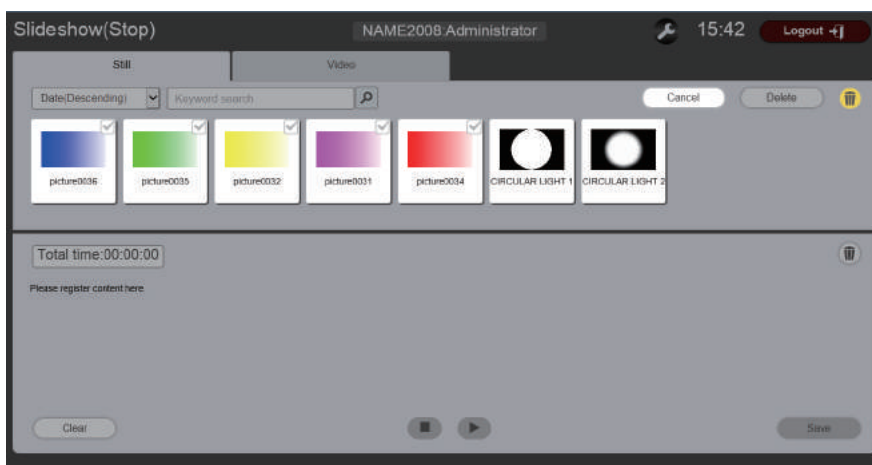 Slideshow(Stop) NAME2008:Administrator 15:42 Logout
Still Video
Date(Descending) Keyword search Cancel Delete
picture0036 picture0035 picture0032 picture0031 picture0034 CIRCULAR LIGHT 1 CIRCULAR LIGHT 2
Total time:00:00:00
Please register content here
Clear Save